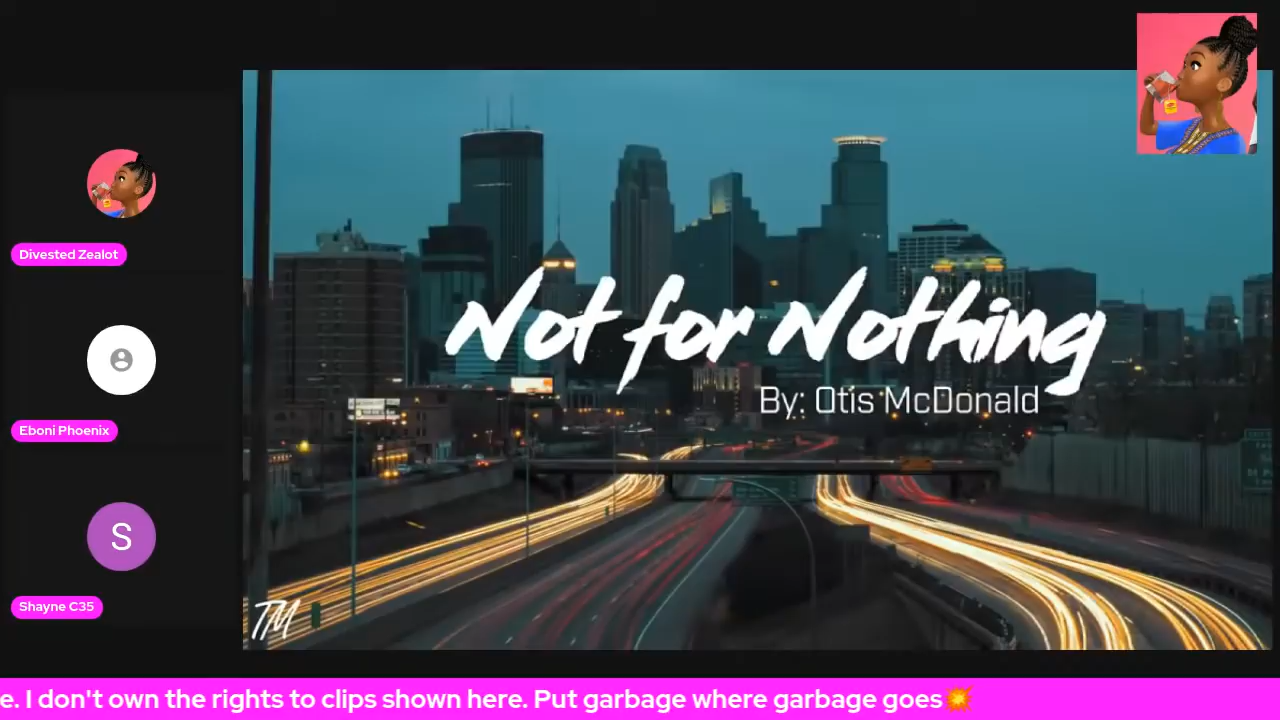 Divested Zealot
Eboni Phoenix
S
Shayne C35
Not for Nothing
By: Otis McDonald
TM
e. I don't own the rights to clips shown here. Put garbage where garbage goes💥